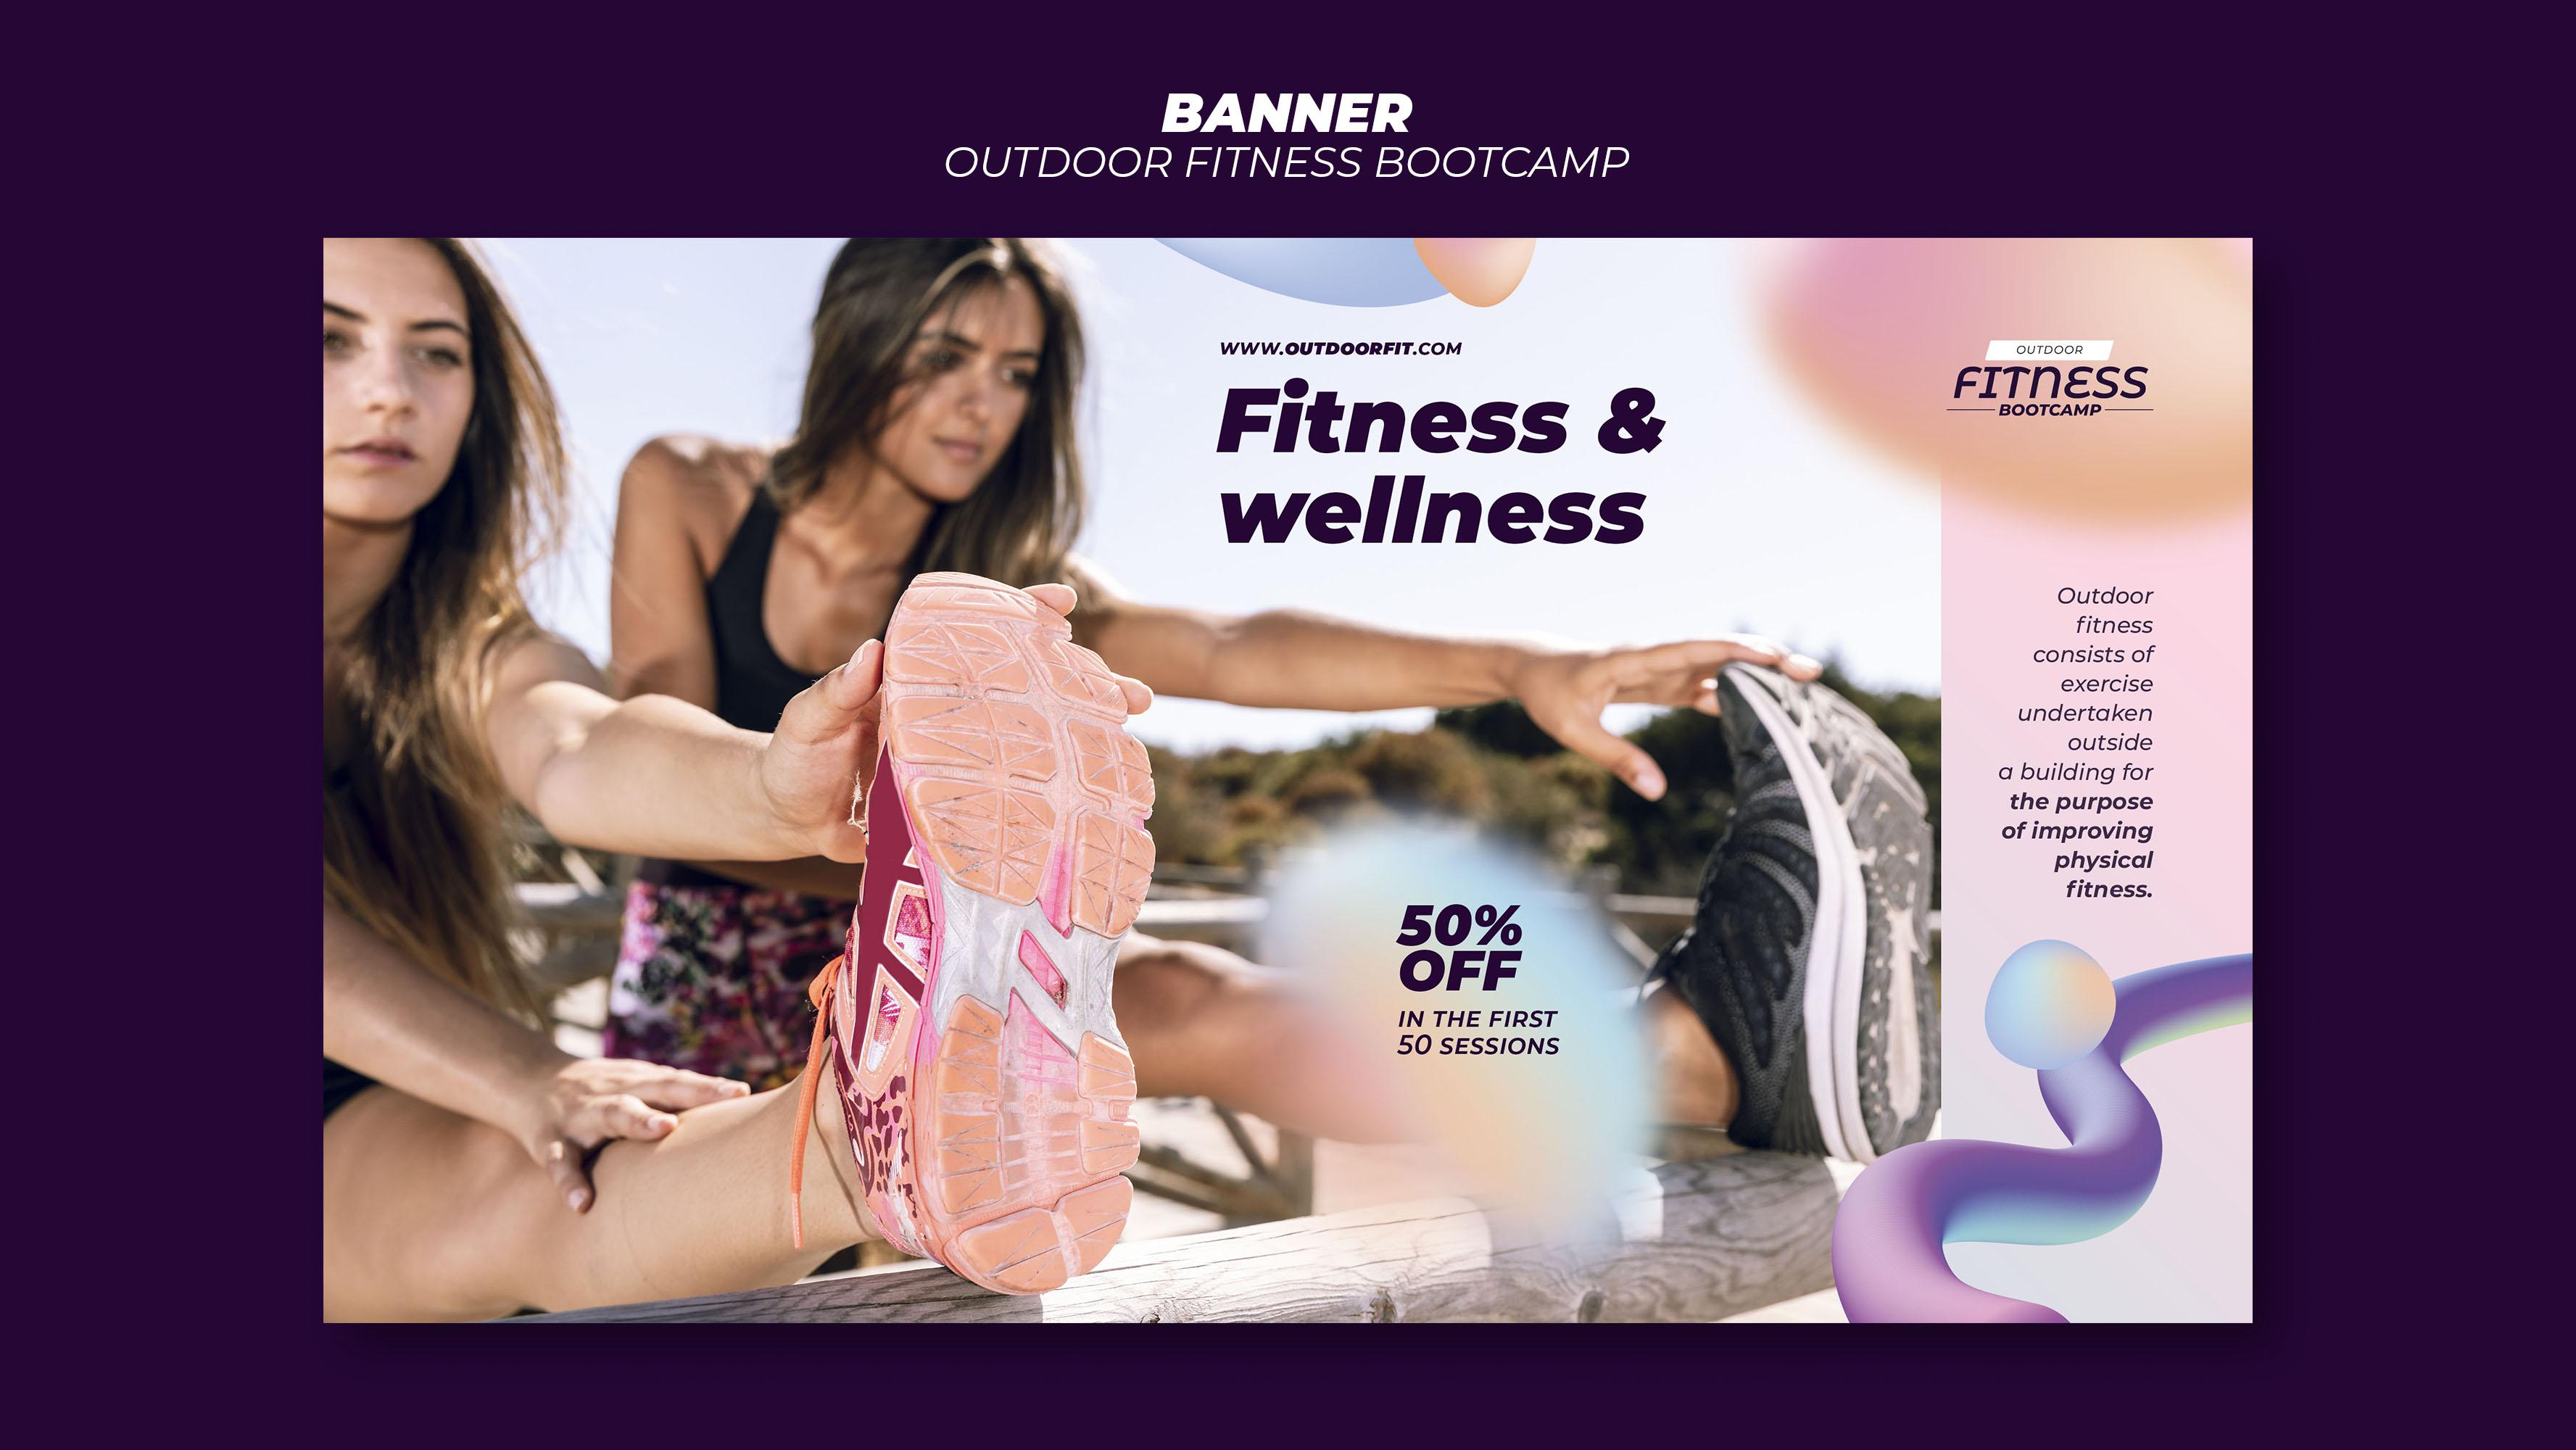 BANNER
OUTDOOR FITNESS BOOTCAMP
WWW.OUTDOORFIT.COM
Fitness &
wellness
OUTDOOR
FITNESS
BOOTCAMP
Outdoor
fitness
consists of
exercise
undertaken
outside
a building for
the purpose
of improving
physical
fitness.
50%
OFF
IN THE FIRST
50 SESSIONS